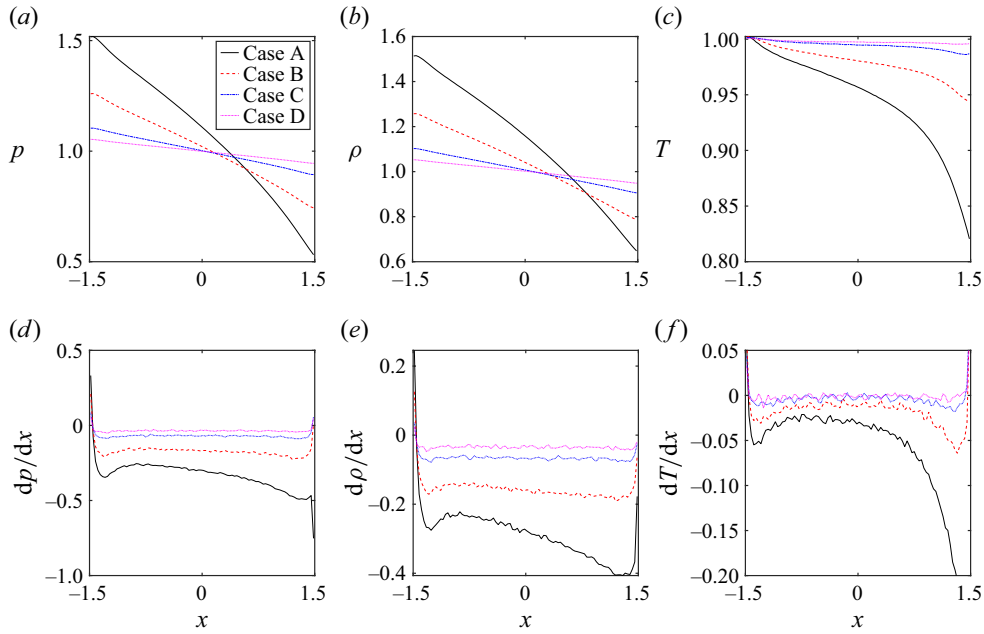 (a) (b) (c)
1.5 1.6 1.00
Case A
Case B
Case C
Case D
1.4 0.95
p 1.0 ρ 1.2 T 0.90
1.0
0.8 0.85
0.5 0.6 0.80
−1.5 0 1.5 −1.5 0 1.5 −1.5 0 1.5
x x x
(d) (e) (f)
0.5 0.2 0.05
0 0 0
dp/dx dρ/dx dT/dx
−0.05
−0.5 −0.2 −0.10
−0.15
−1.0 −0.4 −0.20
−1.5 0 1.5 −1.5 0 1.5 −1.5 0 1.5
x x x